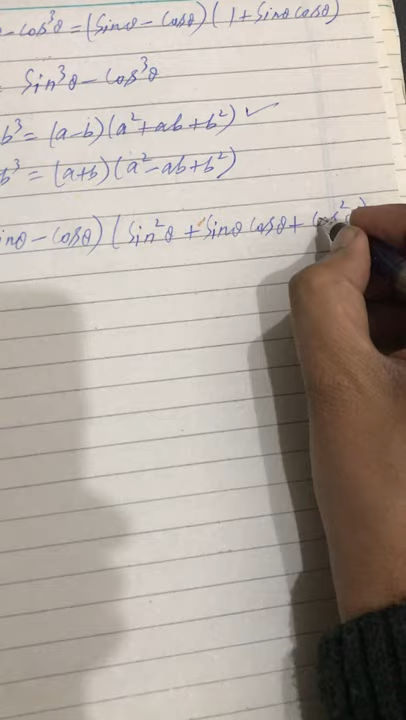 - cos³θ = (sinθ - cosθ) (1 + sinθ cosθ)
sin³θ - cos³θ
b³ = (a-b) (a² + ab + b²) ✓
b³ = (a+b) (a² - ab + b²)
inθ - cosθ) (sin²θ + sinθ cosθ + cos²θ)